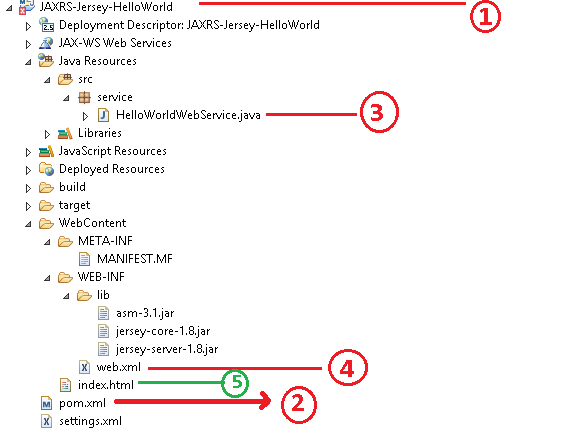 JAXRS-Jersey-HelloWorld 1
Deployment Descriptor: JAXRS-Jersey-HelloWorld
JAX-WS Web Services
Java Resources
src
service
HelloWorldWebService.java 3
Libraries
JavaScript Resources
Deployed Resources
build
target
WebContent
META-INF
MANIFEST.MF
WEB-INF
lib
asm-3.1.jar
jersey-core-1.8.jar
jersey-server-1.8.jar
web.xml 4
index.html 5
pom.xml 2
settings.xml